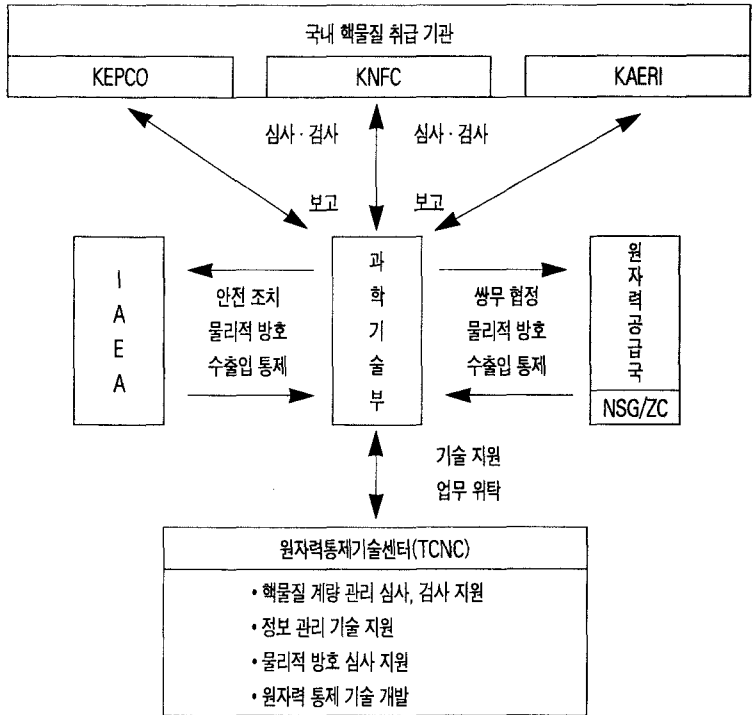 국내 핵물질 취급 기관
KEPCO
KNFC
KAERI
심사 · 검사
심사 · 검사
보고
보고
IAEA
안전 조치
물리적 방호
수출입 통제
과학기술부
쌍무 협정
물리적 방호
수출입 통제
원자력공급국
NSG/ZC
기술 지원
업무 위탁
원자력통제기술센터(TCNC)
• 핵물질 계량 관리 심사, 검사 지원
• 정보 관리 기술 지원
• 물리적 방호 심사 지원
• 원자력 통제 기술 개발